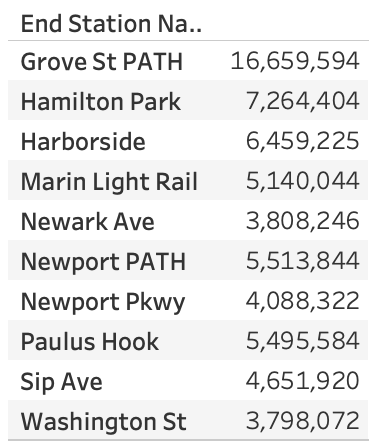 End Station Na..
Grove St PATH 16,659,594
Hamilton Park 7,264,404
Harborside 6,459,225
Marin Light Rail 5,140,044
Newark Ave 3,808,246
Newport PATH 5,513,844
Newport Pkwy 4,088,322
Paulus Hook 5,495,584
Sip Ave 4,651,920
Washington St 3,798,072